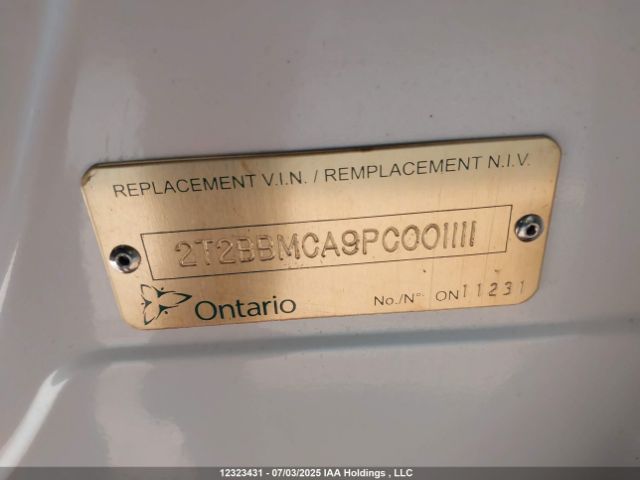 REPLACEMENT V.I.N. / REMPLACEMENT N.I.V.
2T2BBMCA9PC001111
Ontario
No./N° ON11231
12323431 - 07/03/2025 IAA Holdings , LLC